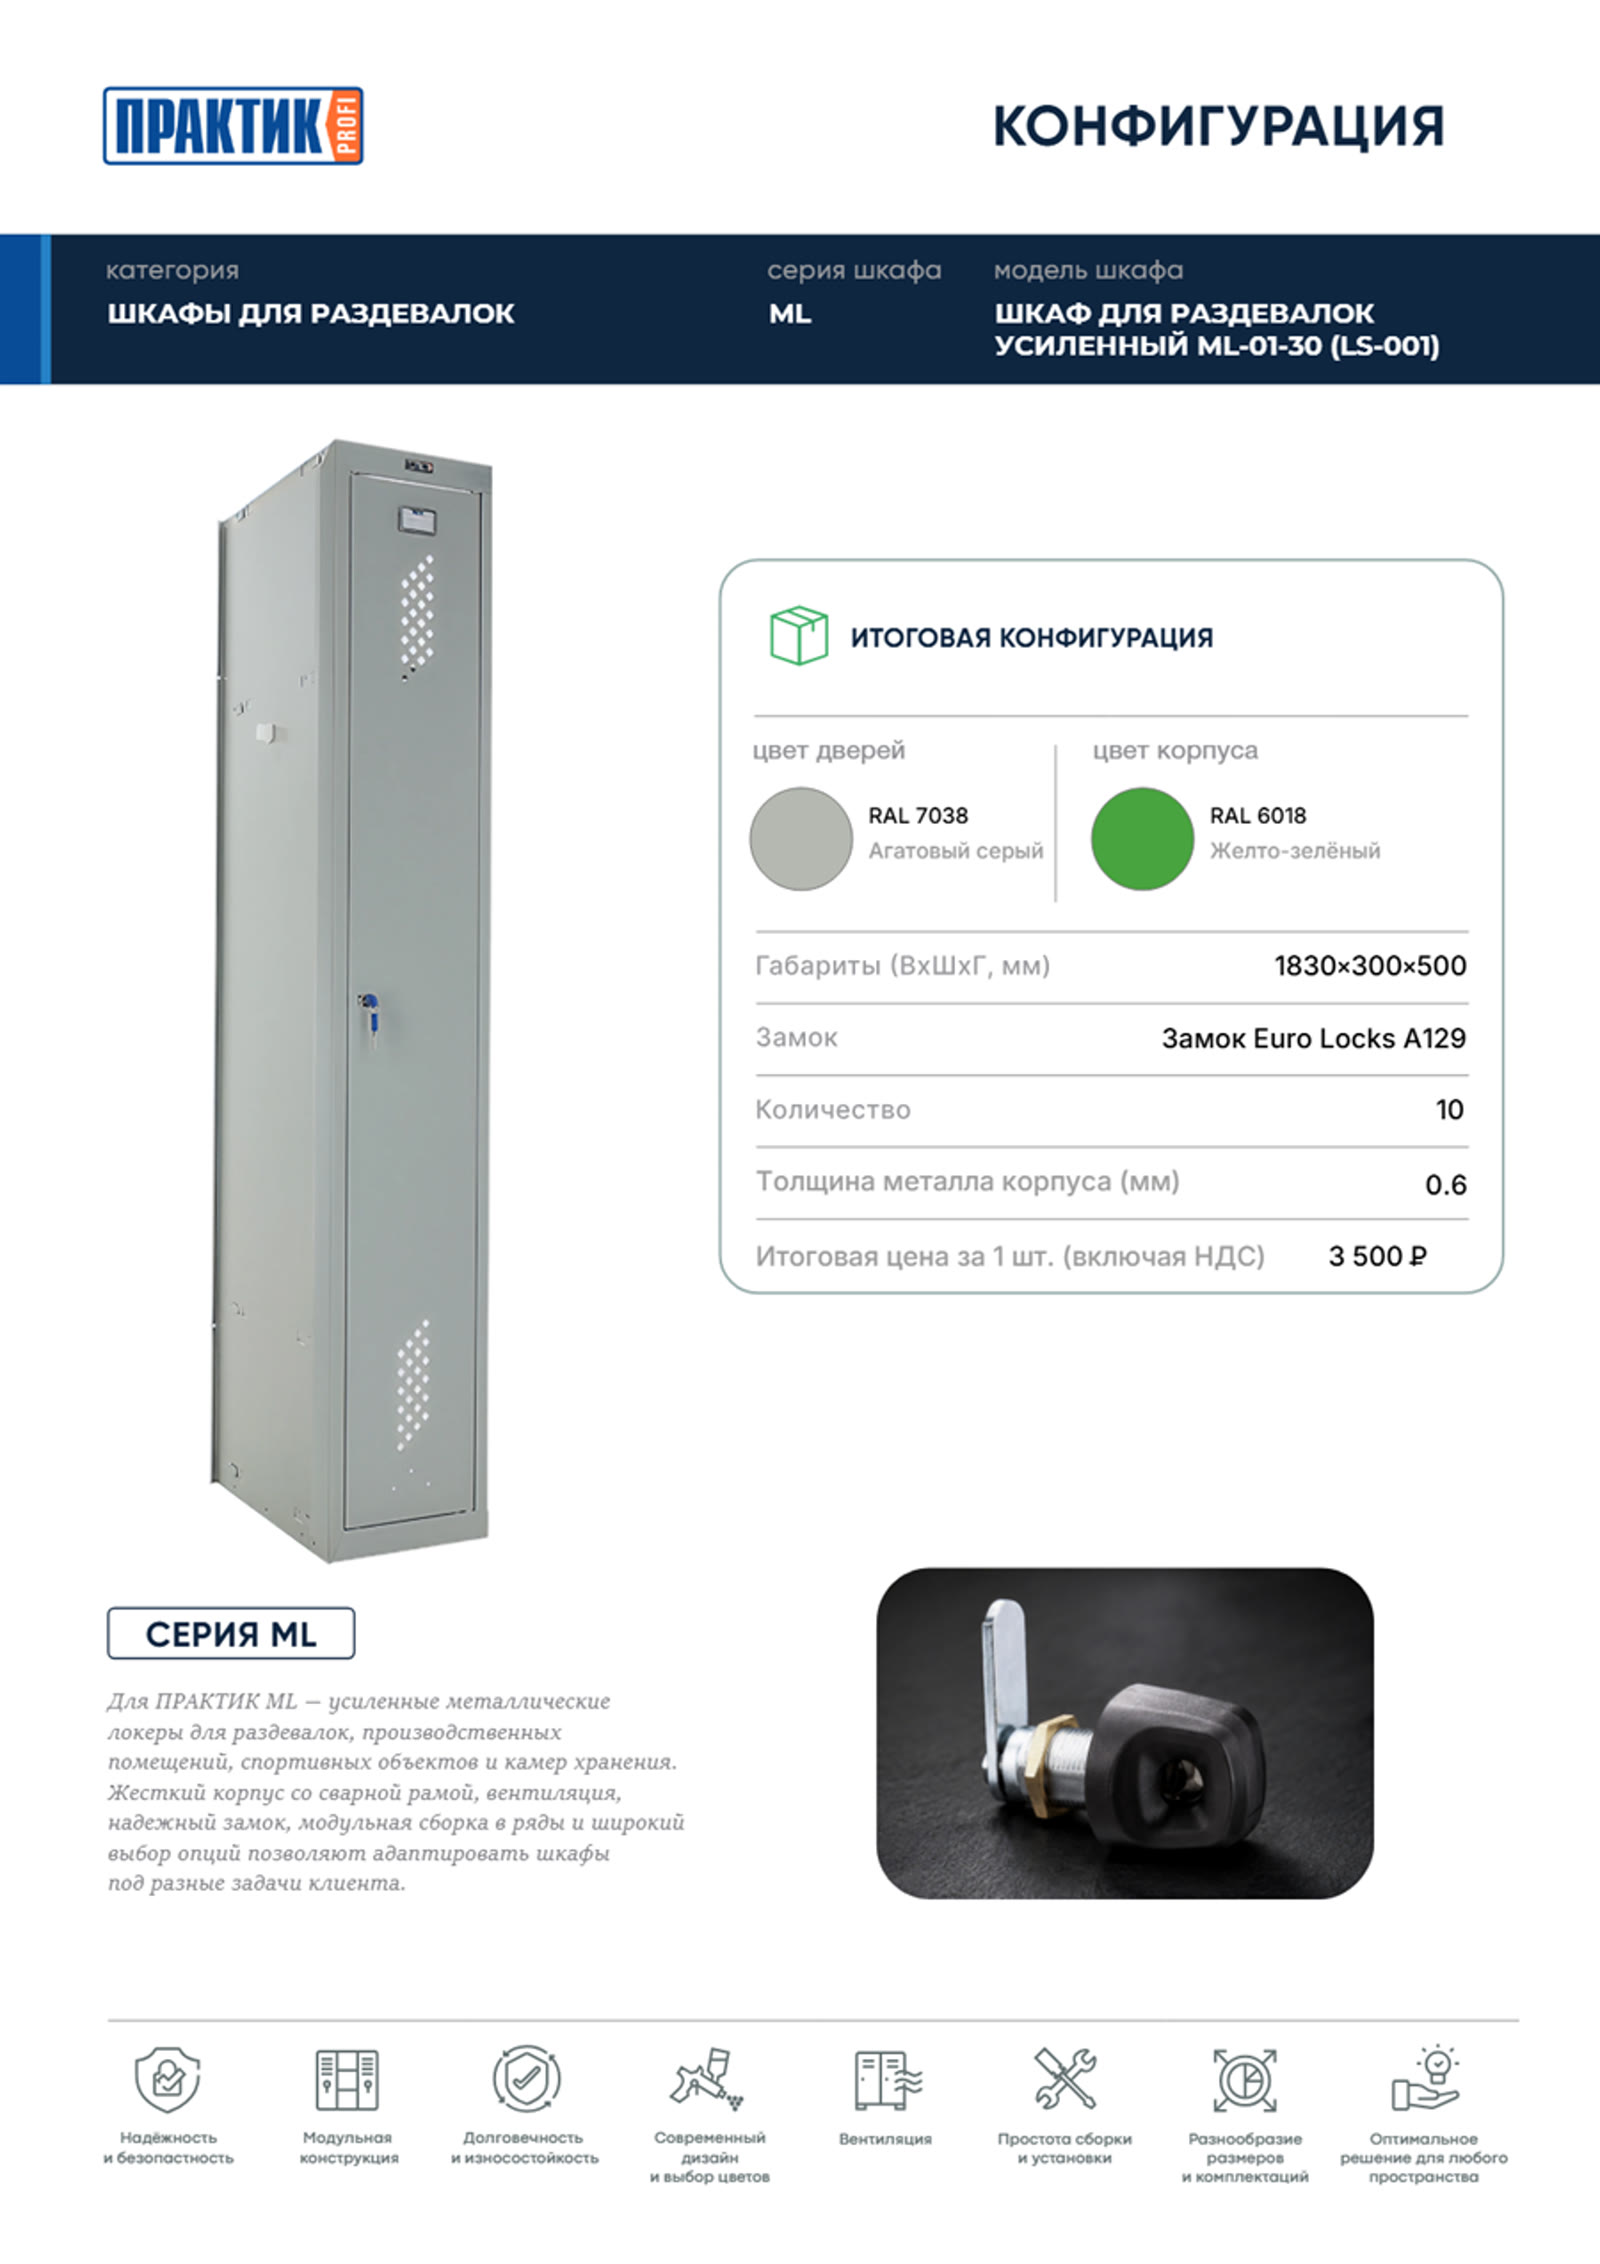 ПРАКТИК PROFI
КОНФИГУРАЦИЯ
категория
ШКАФЫ ДЛЯ РАЗДЕВАЛОК
серия шкафа
ML
модель шкафа
ШКАФ ДЛЯ РАЗДЕВАЛОК
УСИЛЕННЫЙ ML-01-30 (LS-001)
ИТОГОВАЯ КОНФИГУРАЦИЯ
цвет дверей
RAL 7038
Агатовый серый
цвет корпуса
RAL 6018
Желто-зелёный
Габариты (ВхШхГ, мм) 1830×300×500
Замок Замок Euro Locks A129
Количество 10
Толщина металла корпуса (мм) 0.6
Итоговая цена за 1 шт. (включая НДС) 3 500 ₽
СЕРИЯ ML
Для ПРАКТИК ML — усиленные металлические
локеры для раздевалок, производственных
помещений, спортивных объектов и камер хранения.
Жесткий корпус со сварной рамой, вентиляция,
надежный замок, модульная сборка в ряды и широкий
выбор опций позволяют адаптировать шкафы
под разные задачи клиента.
Надёжность
и безопасность
Модульная
конструкция
Долговечность
и износостойкость
Современный
дизайн
и выбор цветов
Вентиляция
Простота сборки
и установки
Разнообразие
размеров
и комплектаций
Оптимальное
решение для любого
пространства